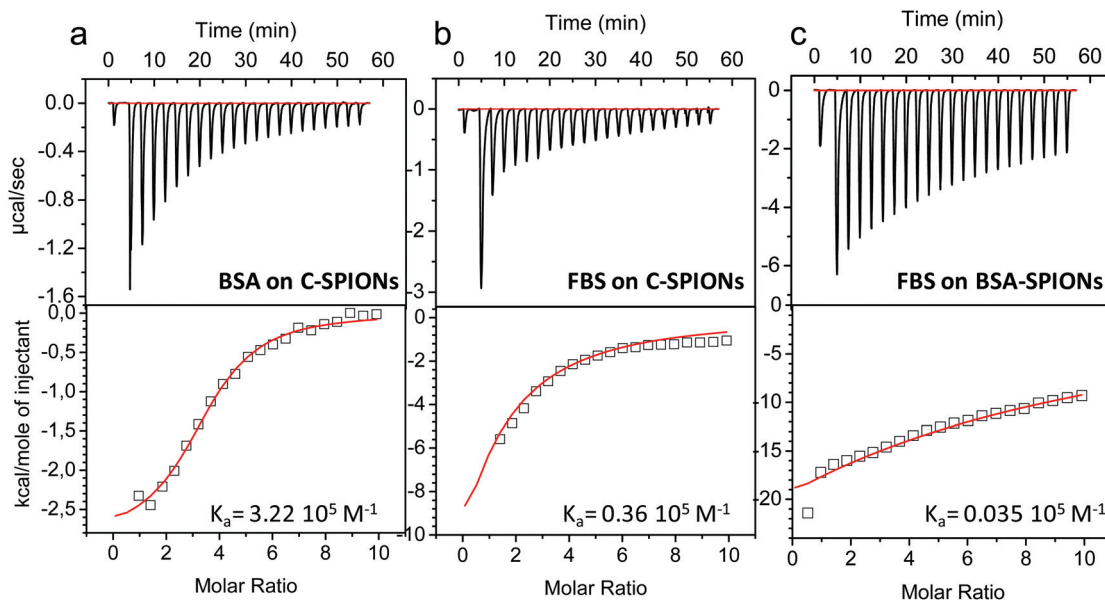 a
Time (min)
0 10 20 30 40 50 60
0.0
-0.4
-0.8
-1.2
-1.6
µcal/sec
BSA on C-SPIONs
0.0
-0.5
-1.0
-1.5
-2.0
-2.5
kcal/mole of injectant
Ka= 3.22 10⁵ M⁻¹
0 2 4 6 8 10
Molar Ratio
b
Time (min)
0 10 20 30 40 50 60
0
-1
-2
-3
FBS on C-SPIONs
0
-2
-4
-6
-8
-10
Ka= 0.36 10⁵ M⁻¹
0 2 4 6 8 10
Molar Ratio
c
Time (min)
0 10 20 30 40 50 60
0
-2
-4
-6
FBS on BSA-SPIONs
0
-5
-10
-15
-20
Ka= 0.035 10⁵ M⁻¹
0 2 4 6 8 10
Molar Ratio